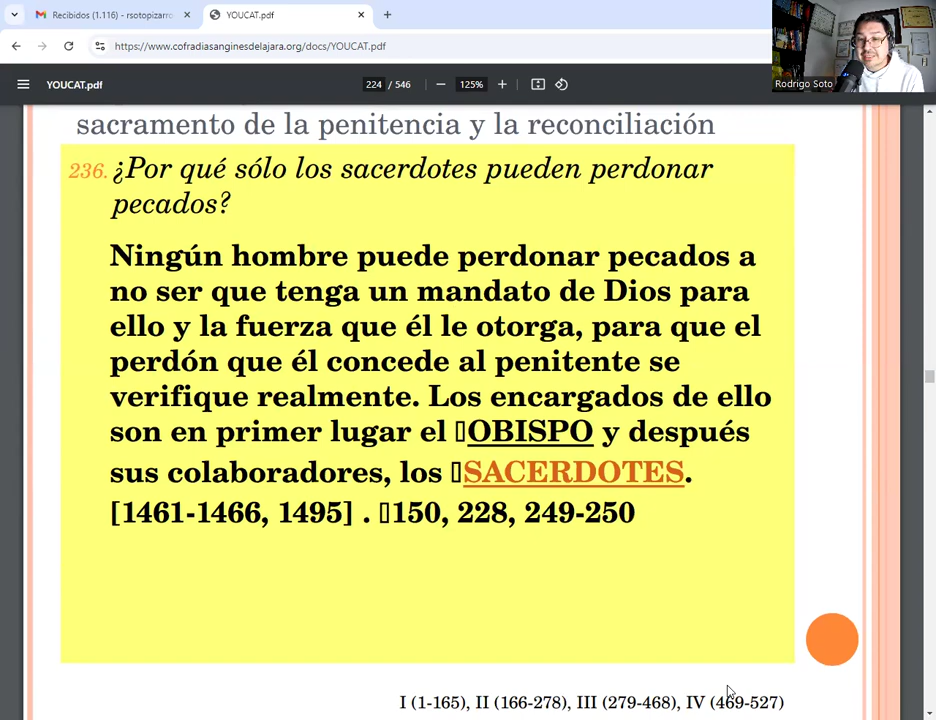 Recibidos (1.116) - rsotopizarro
YOUCAT.pdf
https://www.cofradiasanginesdelajara.org/docs/YOUCAT.pdf
YOUCAT.pdf
224 / 546
125%
Rodrigo Soto
sacramento de la penitencia y la reconciliación
236. ¿Por qué sólo los sacerdotes pueden perdonar
pecados?
Ningún hombre puede perdonar pecados a
no ser que tenga un mandato de Dios para
ello y la fuerza que él le otorga, para que el
perdón que él concede al penitente se
verifique realmente. Los encargados de ello
son en primer lugar el ▯OBISPO y después
sus colaboradores, los ▯SACERDOTES.
[1461-1466, 1495] . ▯150, 228, 249-250
I (1-165), II (166-278), III (279-468), IV (469-527)